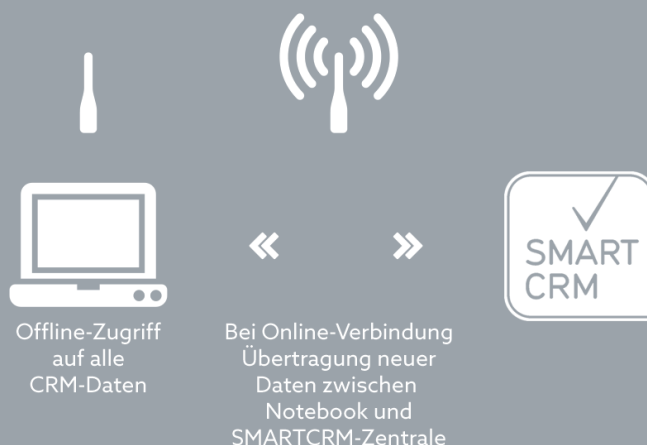 SMART
CRM
Offline-Zugriff
auf alle
CRM-Daten
Bei Online-Verbindung
Übertragung neuer
Daten zwischen
Notebook und
SMARTCRM-Zentrale